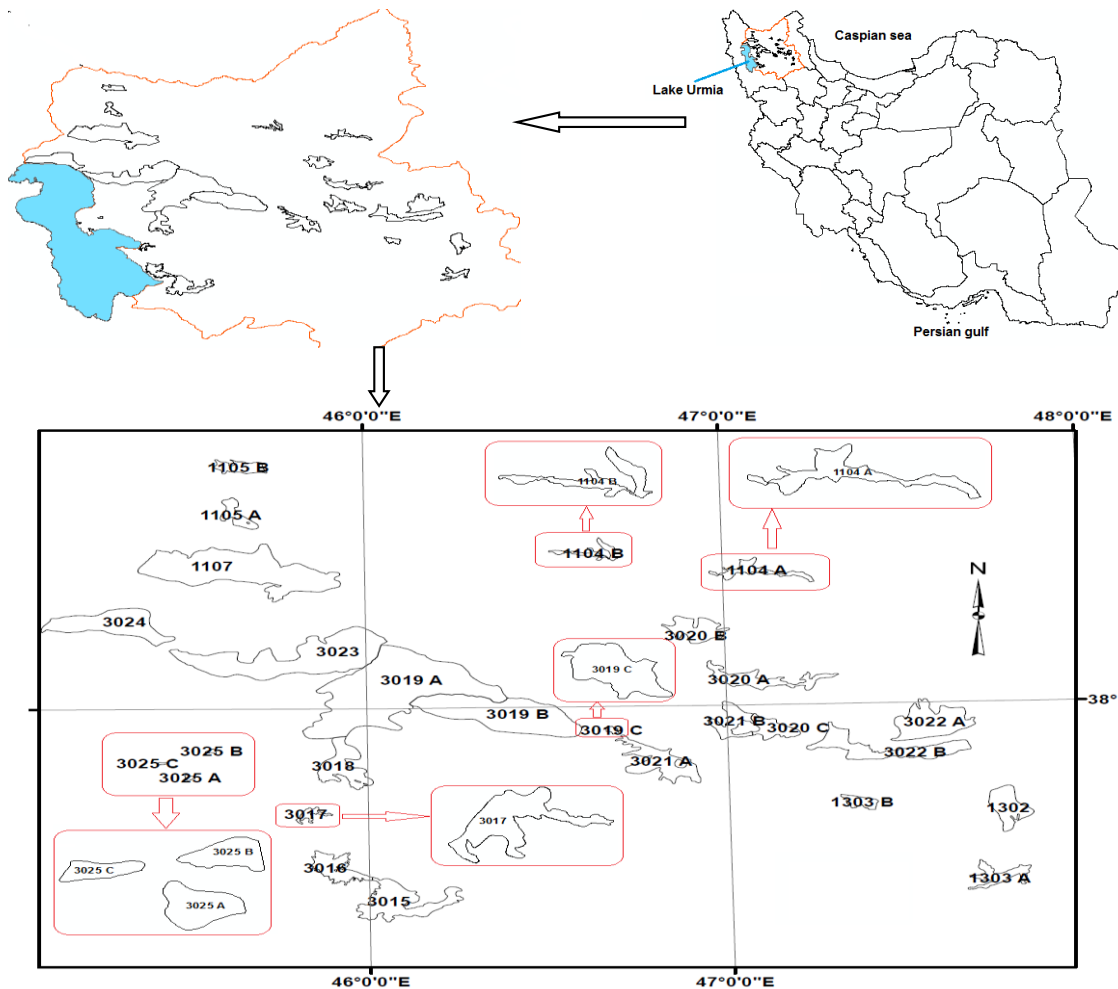 Caspian sea
Lake Urmia
Persian gulf
46°0'0"E
47°0'0"E
48°0'0"E
1105 B
1104 B
1104 A
1105 A
1104 B
1107
1104 A
N
3024
3020 B
3023
3019 C
3019 A
3020 A
38°
3019 B
3021 B
3020 C
3022 A
3019 C
3025 B
3022 B
3025 C
3018
3021 A
3025 A
1303 B
1302
3017
3017
3025 B
3016
3025 C
1303 A
3015
3025 A
46°0'0"E
47°0'0"E